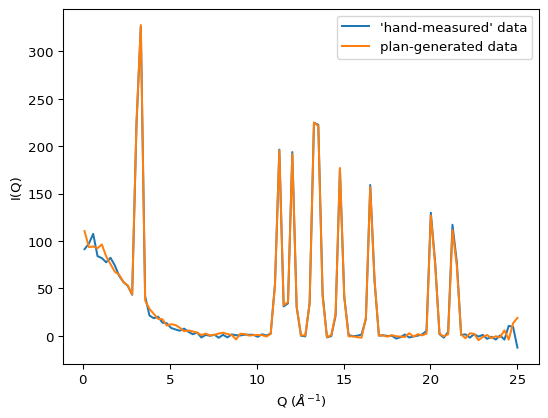 'hand-measured' data
plan-generated data
I(Q)
300
250
200
150
100
50
0
0 5 10 15 20 25
Q (Å⁻¹)